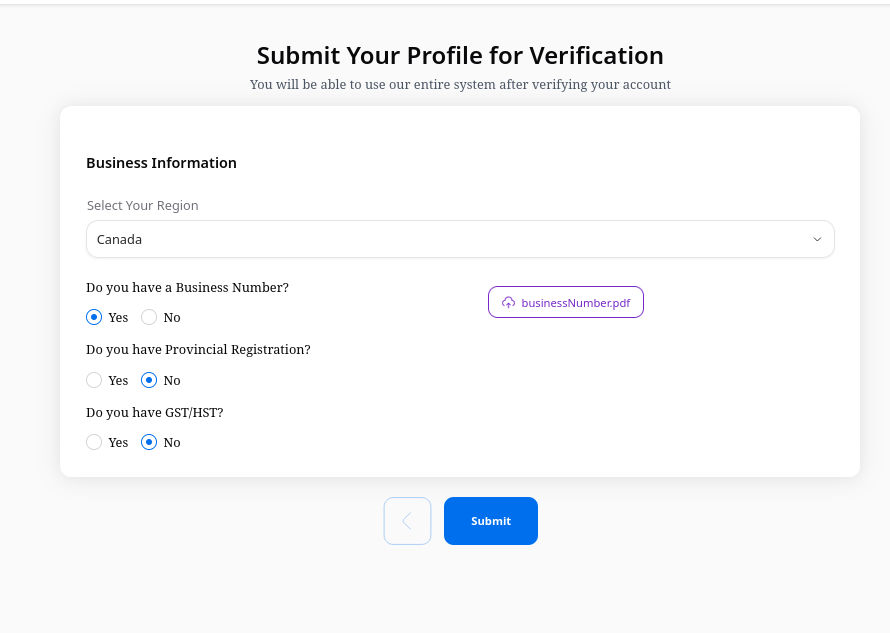 Submit Your Profile for Verification
You will be able to use our entire system after verifying your account
Business Information
Select Your Region
Canada
Do you have a Business Number?
businessNumber.pdf
Yes No
Do you have Provincial Registration?
Yes No
Do you have GST/HST?
Yes No
Submit